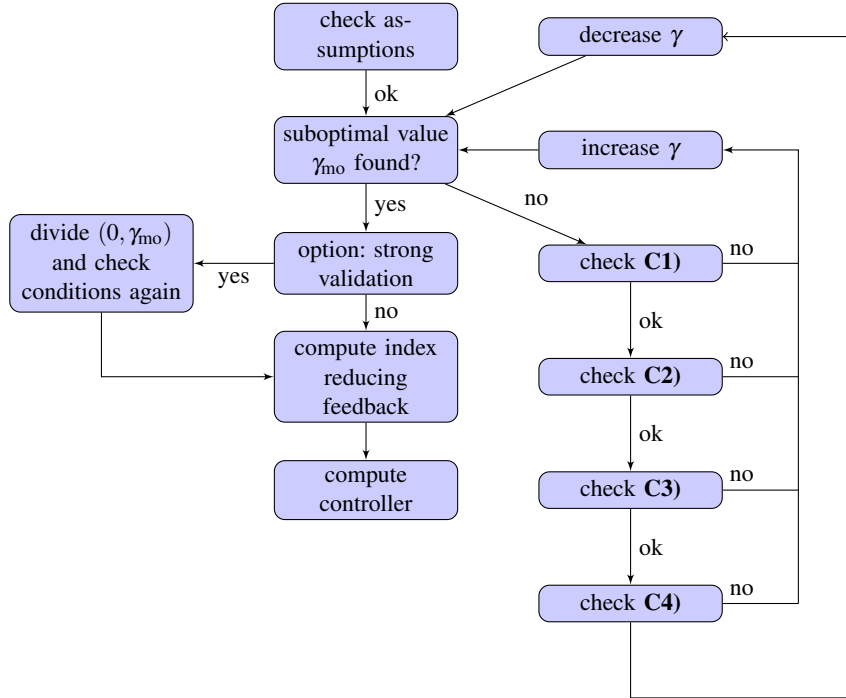 check as-
sumptions
decrease γ
ok
suboptimal value
γmo found?
increase γ
yes
no
divide (0, γmo)
and check
conditions again
yes
option: strong
validation
check C1)
no
no
ok
compute index
reducing
feedback
check C2)
no
ok
compute
controller
check C3)
no
ok
check C4)
no